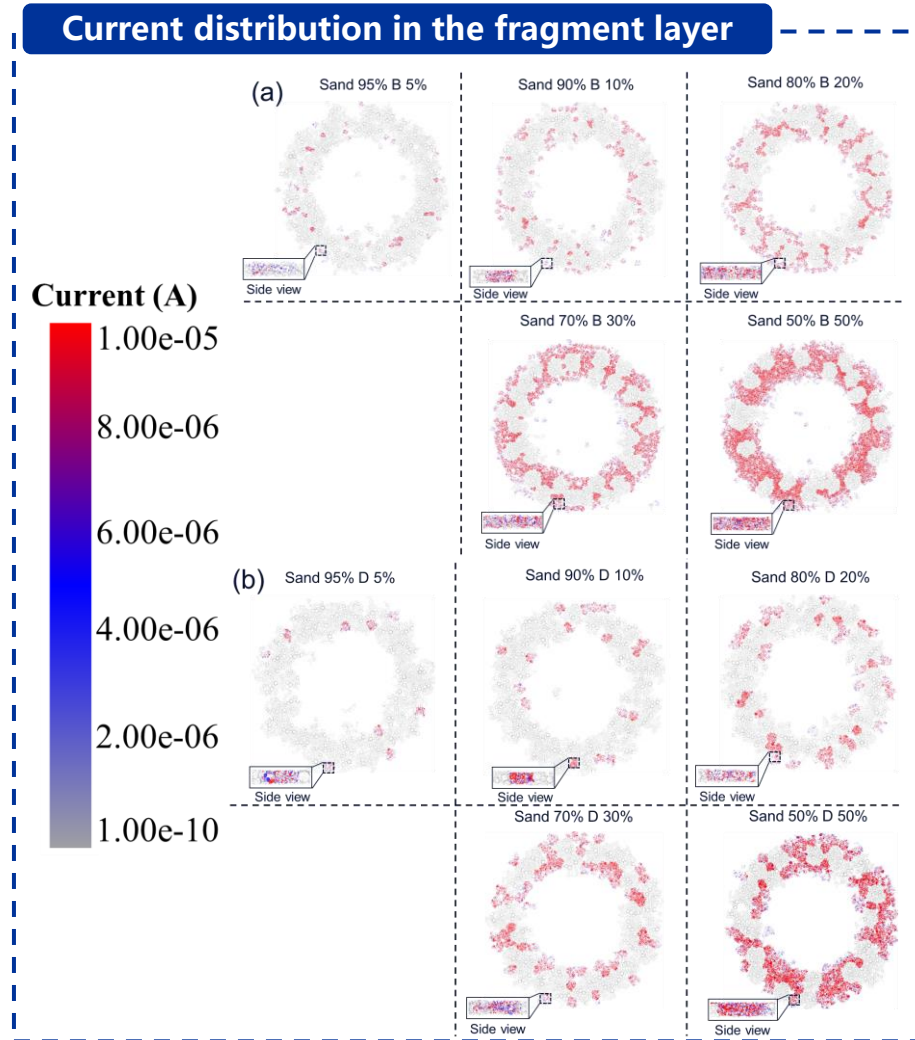 Current distribution in the fragment layer
(a)
Sand 95% B 5%
Sand 90% B 10%
Sand 80% B 20%
Side view
Side view
Side view
Current (A)
1.00e-05
8.00e-06
6.00e-06
4.00e-06
2.00e-06
1.00e-10
Sand 70% B 30%
Sand 50% B 50%
Side view
Side view
(b)
Sand 95% D 5%
Sand 90% D 10%
Sand 80% D 20%
Side view
Side view
Side view
Sand 70% D 30%
Sand 50% D 50%
Side view
Side view